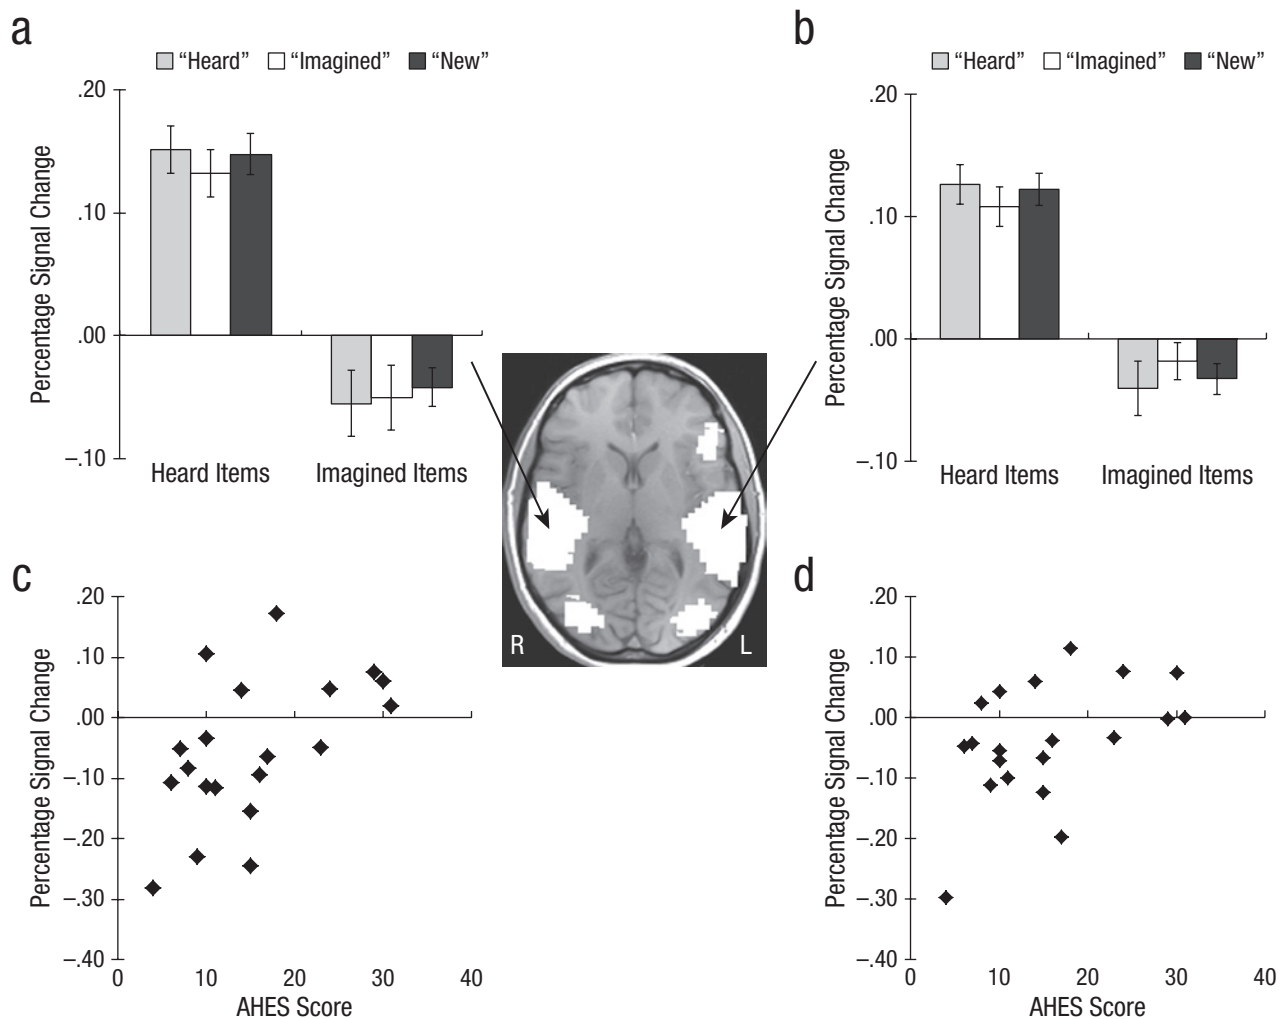 a
"Heard" "Imagined" "New"
.20
.10
.00
–.10
Percentage Signal Change
Heard Items Imagined Items
b
"Heard" "Imagined" "New"
.20
.10
.00
–.10
Percentage Signal Change
Heard Items Imagined Items
R L
c
.20
.10
.00
–.10
–.20
–.30
–.40
Percentage Signal Change
0 10 20 30 40
AHES Score
d
.20
.10
.00
–.10
–.20
–.30
–.40
Percentage Signal Change
0 10 20 30 40
AHES Score